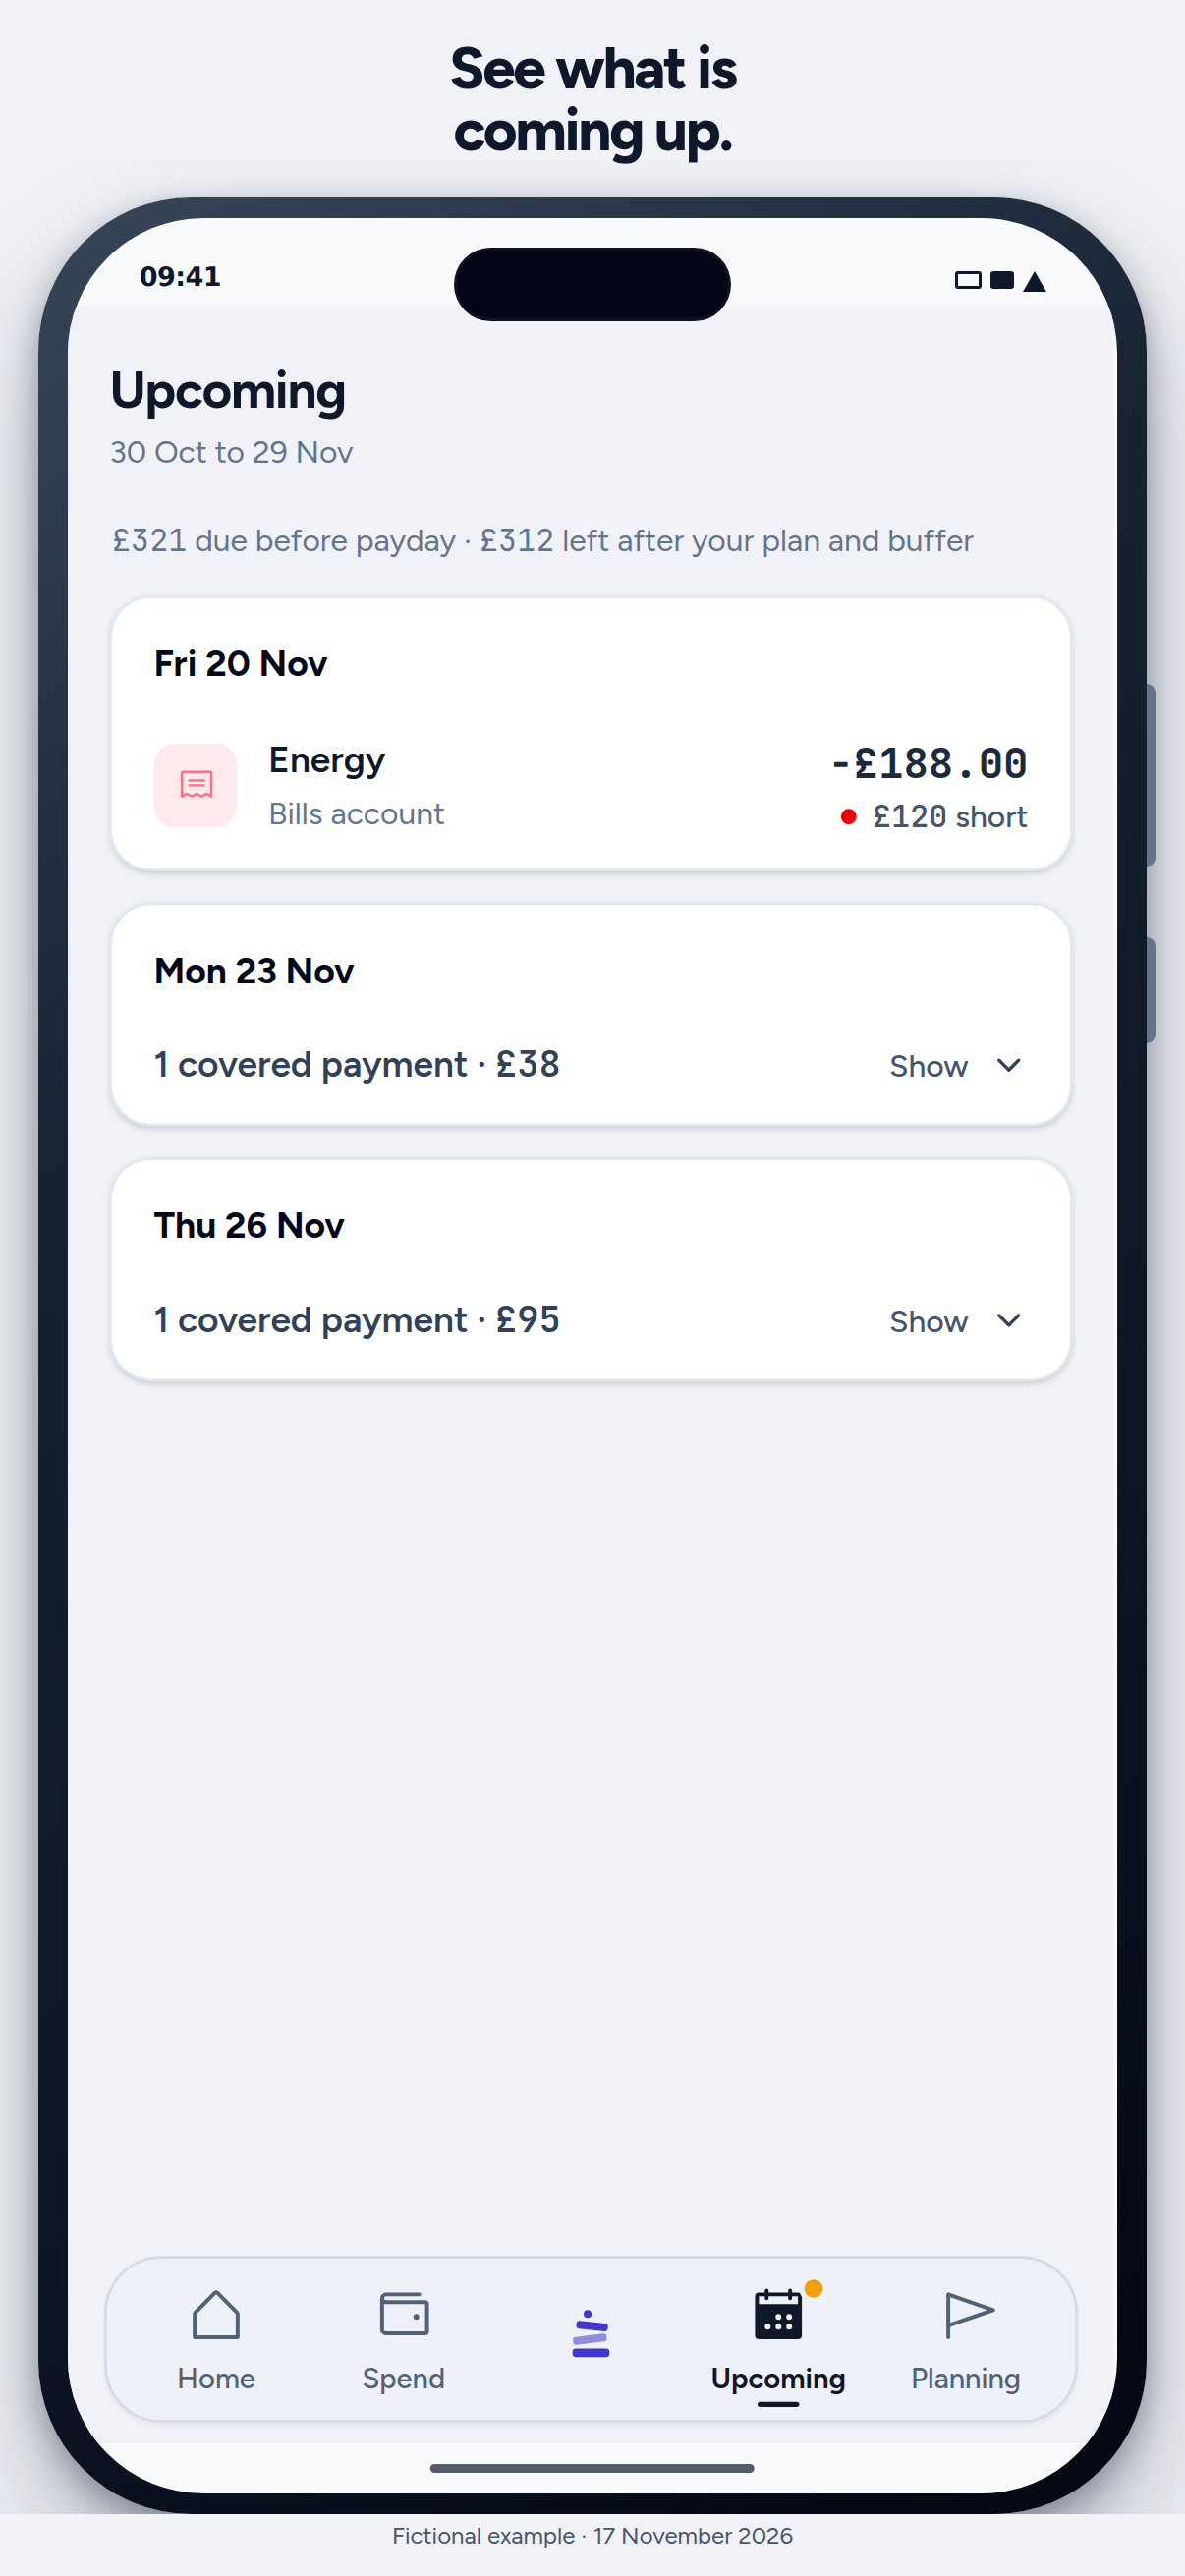 See what is
coming up.
09:41
Upcoming
30 Oct to 29 Nov
£321 due before payday · £312 left after your plan and buffer
Fri 20 Nov
Energy
-£188.00
Bills account
£120 short
Mon 23 Nov
1 covered payment · £38
Show
Thu 26 Nov
1 covered payment · £95
Show
Home
Spend
Upcoming
Planning
Fictional example · 17 November 2026